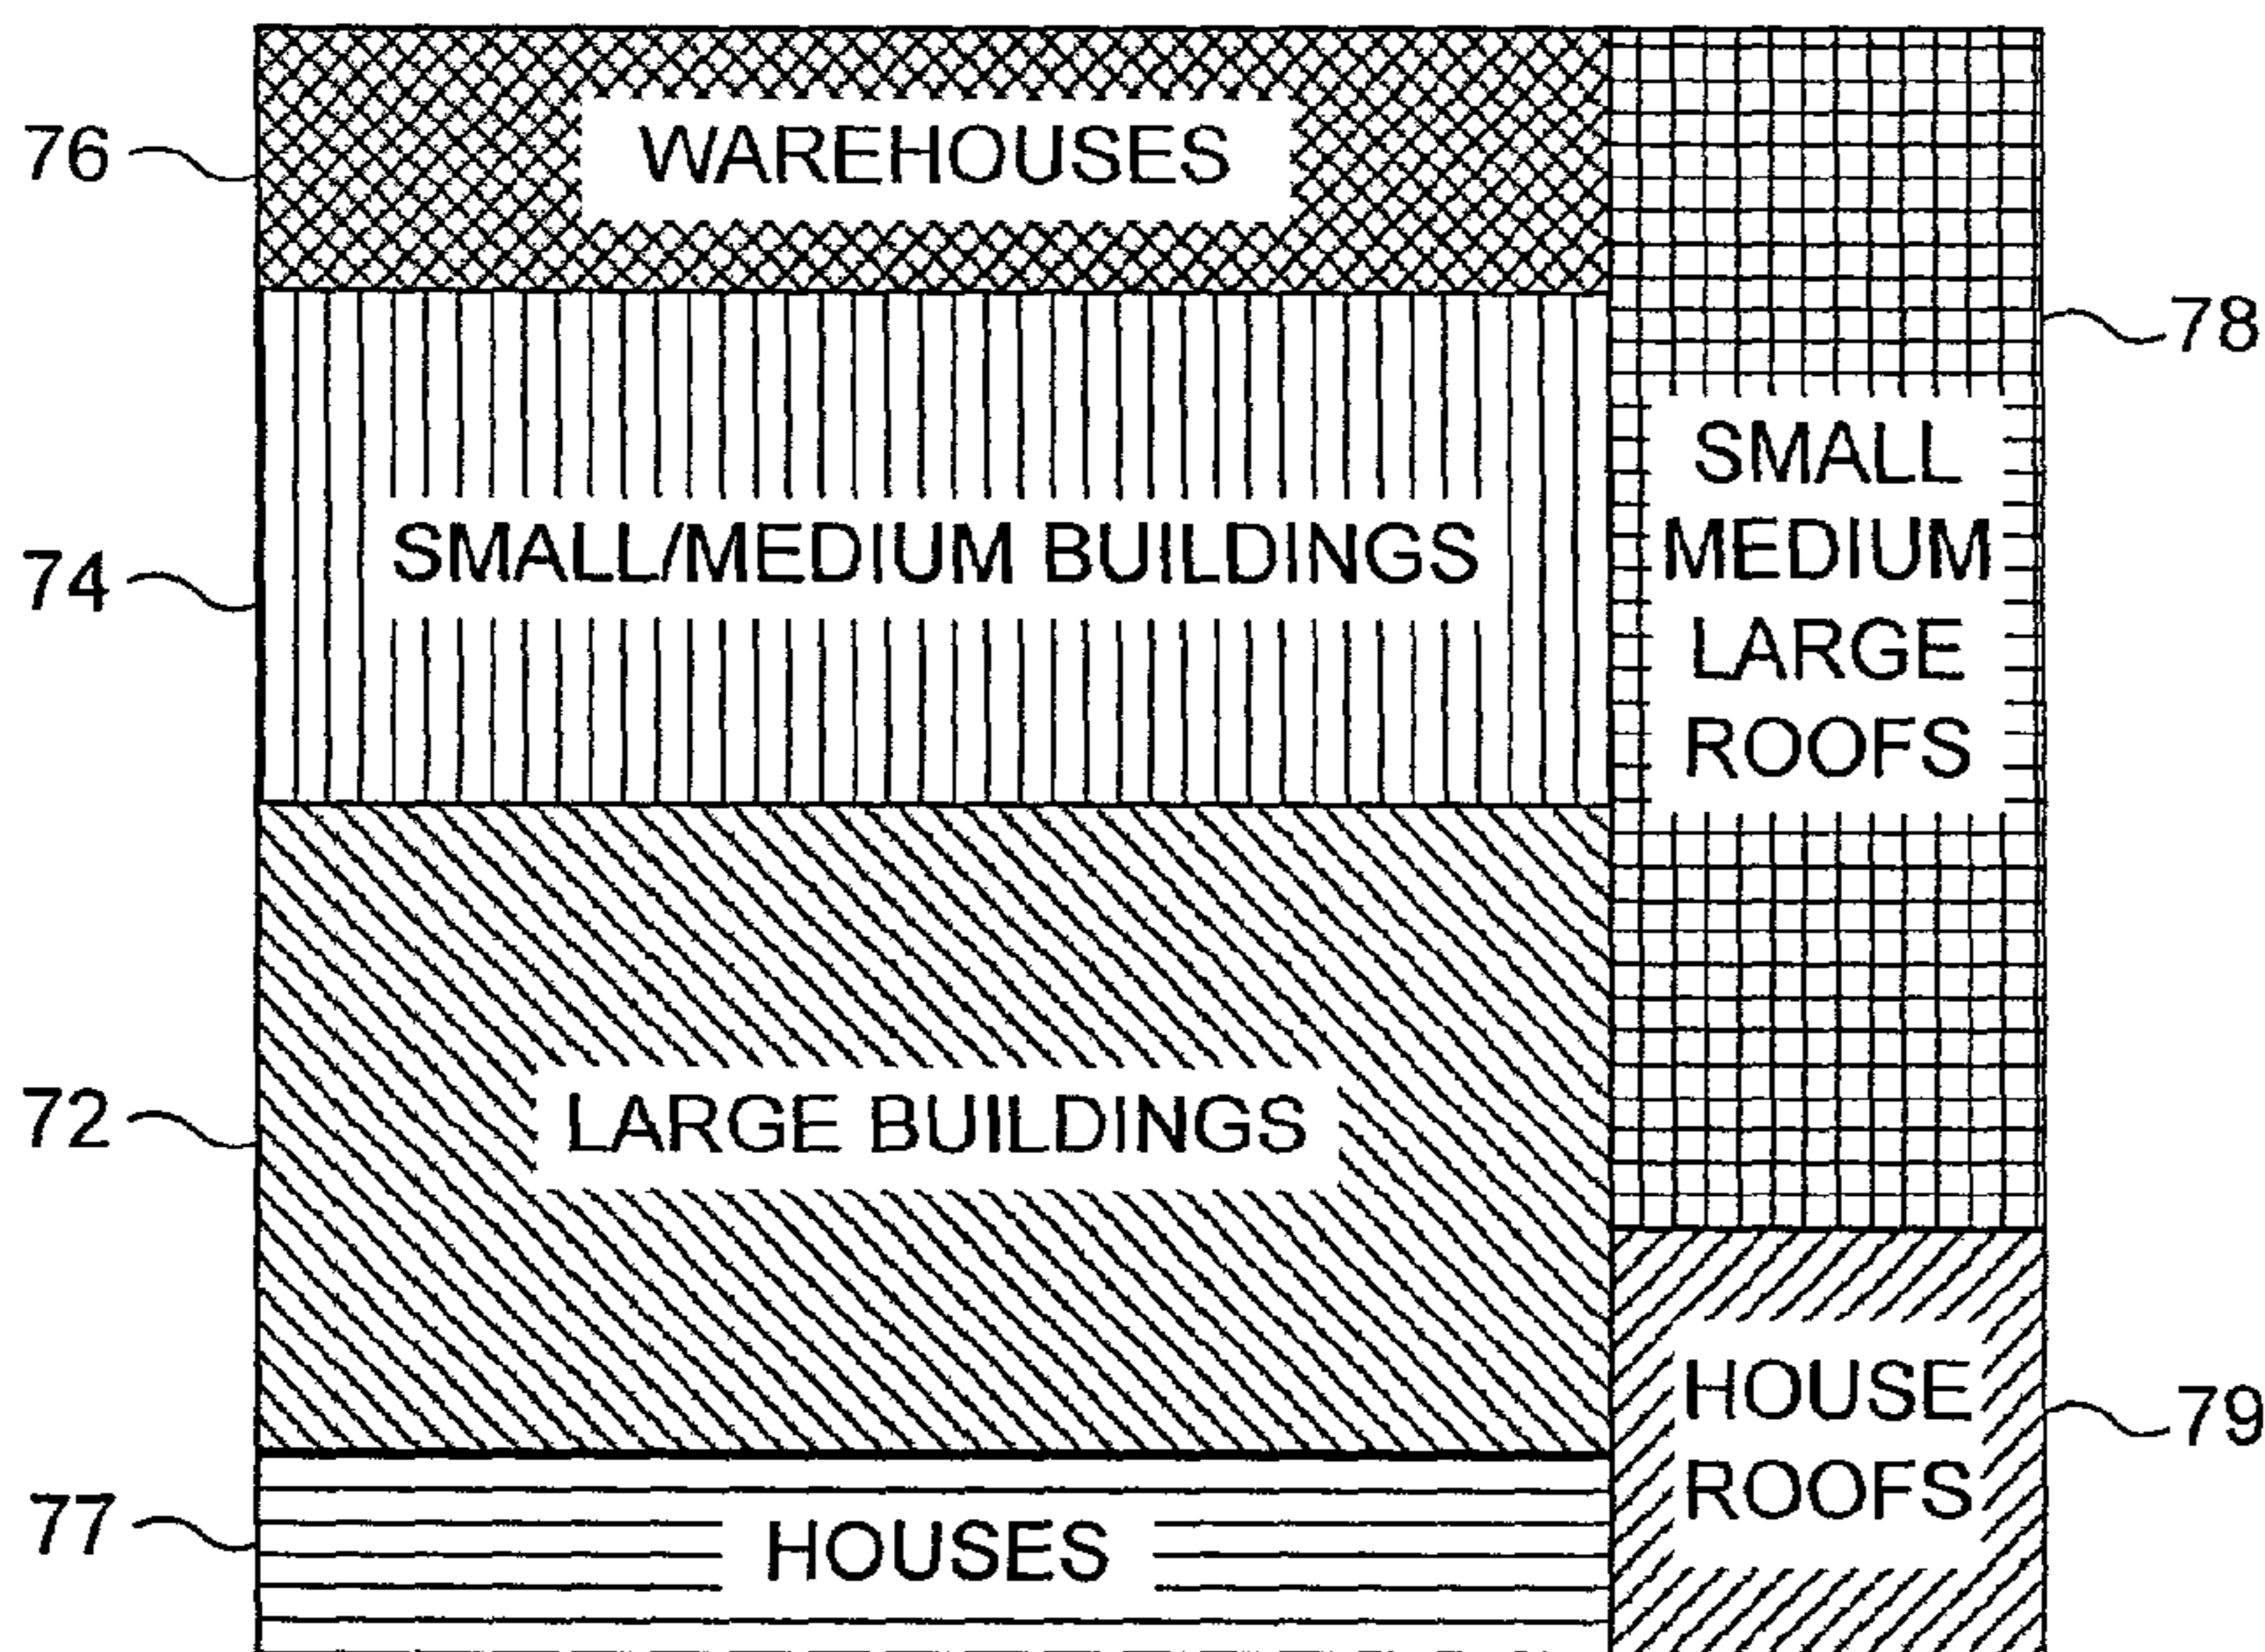 76
WAREHOUSES
78
SMALL
MEDIUM
LARGE
ROOFS
74
SMALL/MEDIUM BUILDINGS
72
LARGE BUILDINGS
HOUSE
ROOFS
79
77
HOUSES